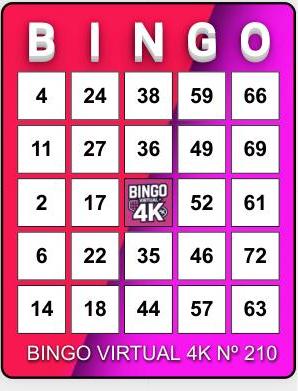 BINGO
4 24 38 59 66
11 27 36 49 69
2 17 BINGO VIRTUAL 4K 52 61
6 22 35 46 72
14 18 44 57 63
BINGO VIRTUAL 4K Nº 210